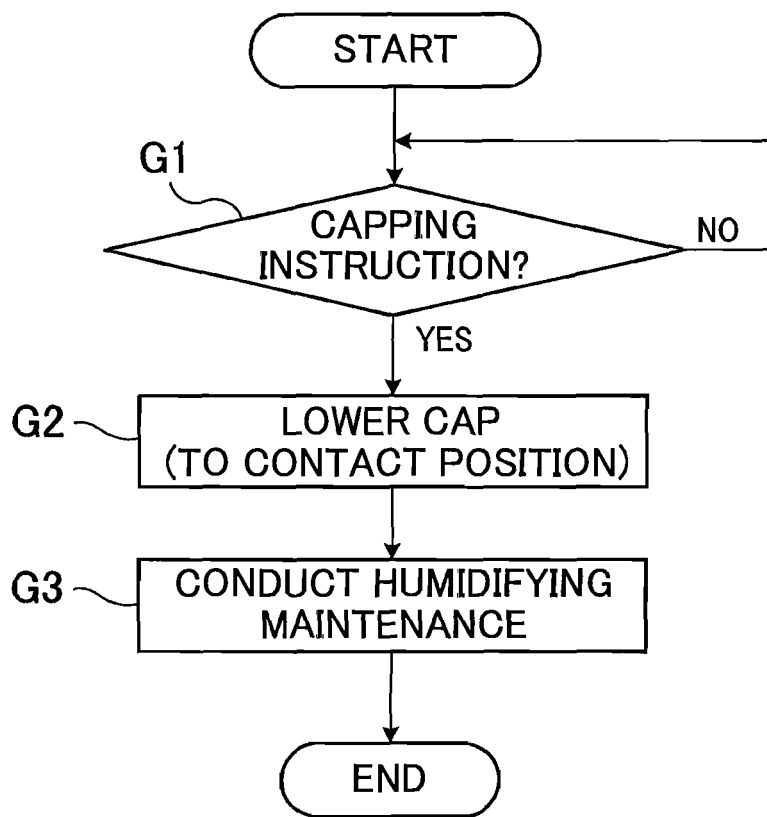 START
G1
CAPPING
INSTRUCTION?
NO
YES
G2
LOWER CAP
(TO CONTACT POSITION)
G3
CONDUCT HUMIDIFYING
MAINTENANCE
END